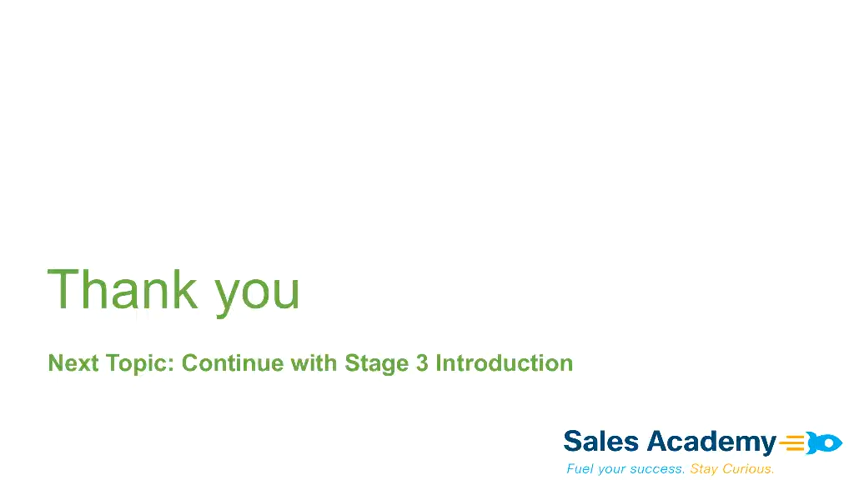 Thank you
Next Topic: Continue with Stage 3 Introduction
Sales Academy
Fuel your success. Stay Curious.